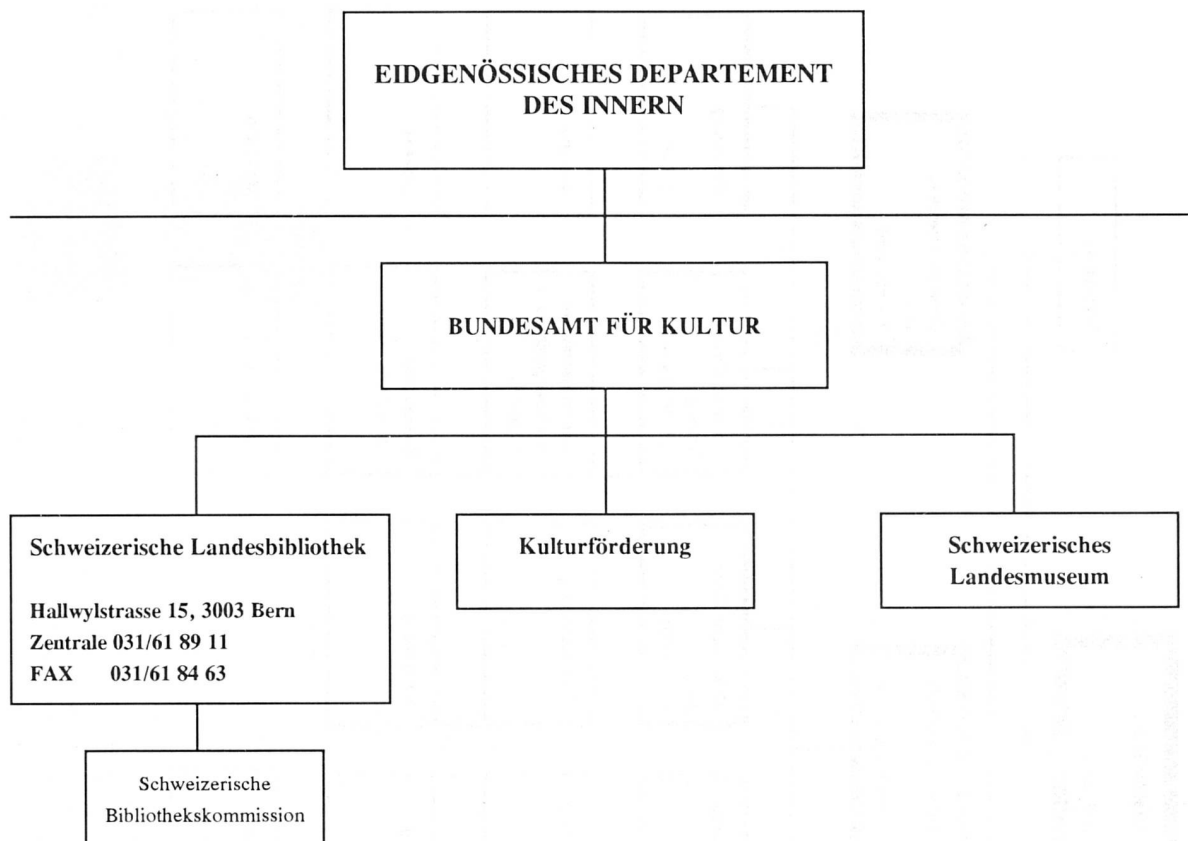 EIDGENÖSSISCHES DEPARTEMENT
DES INNERN
BUNDESAMT FÜR KULTUR
Schweizerische Landesbibliothek
Hallwylstrasse 15, 3003 Bern
Zentrale 031/61 89 11
FAX 031/61 84 63
Kulturförderung
Schweizerisches
Landesmuseum
Schweizerische
Bibliothekskommission